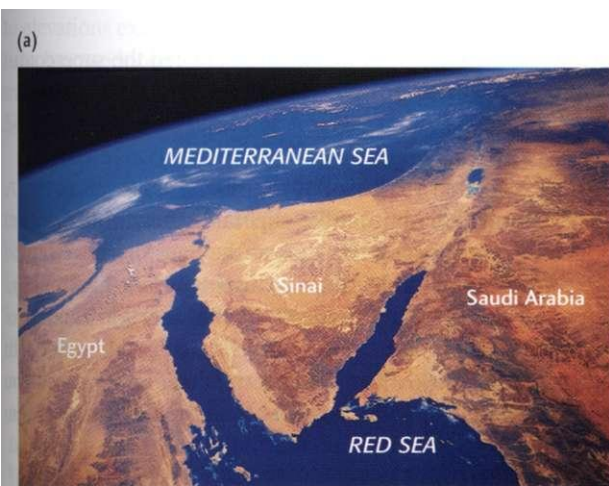 (a)
MEDITERRANEAN SEA
Sinai
Saudi Arabia
Egypt
RED SEA